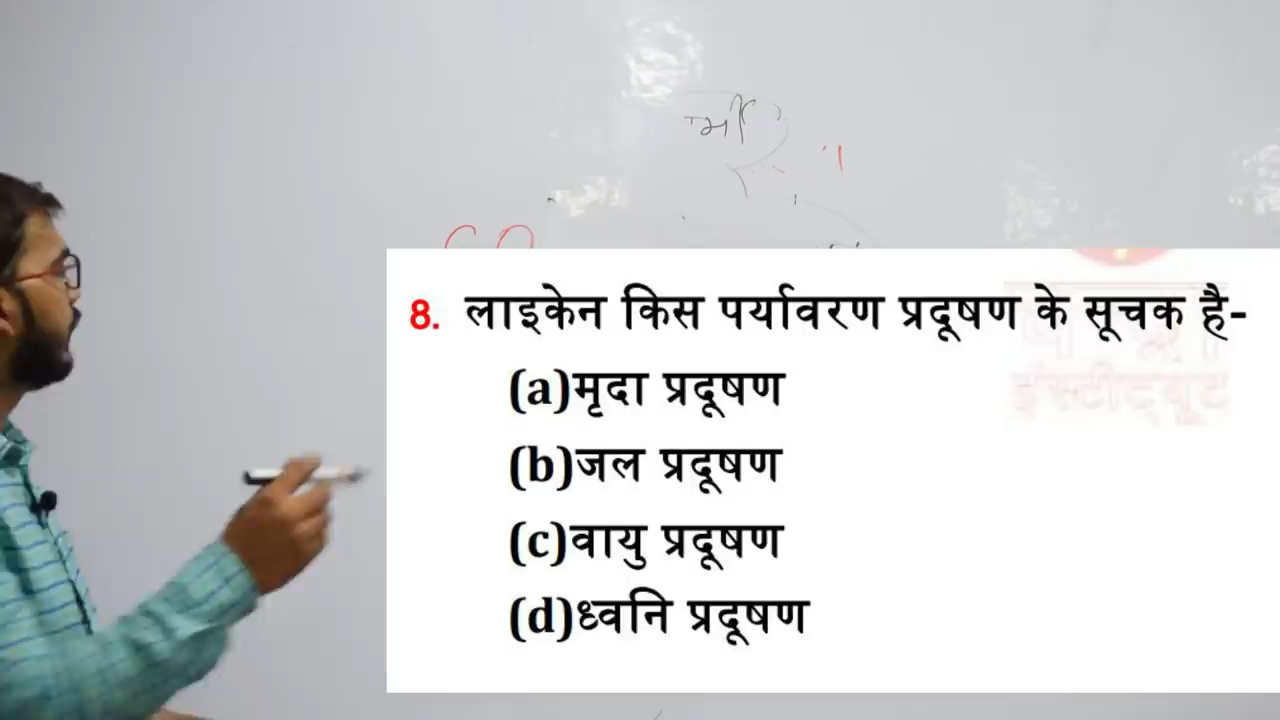 8. लाइकेन किस पर्यावरण प्रदूषण के सूचक है-
(a)मृदा प्रदूषण
(b)जल प्रदूषण
(c)वायु प्रदूषण
(d)ध्वनि प्रदूषण
इंस्टीट्यूट